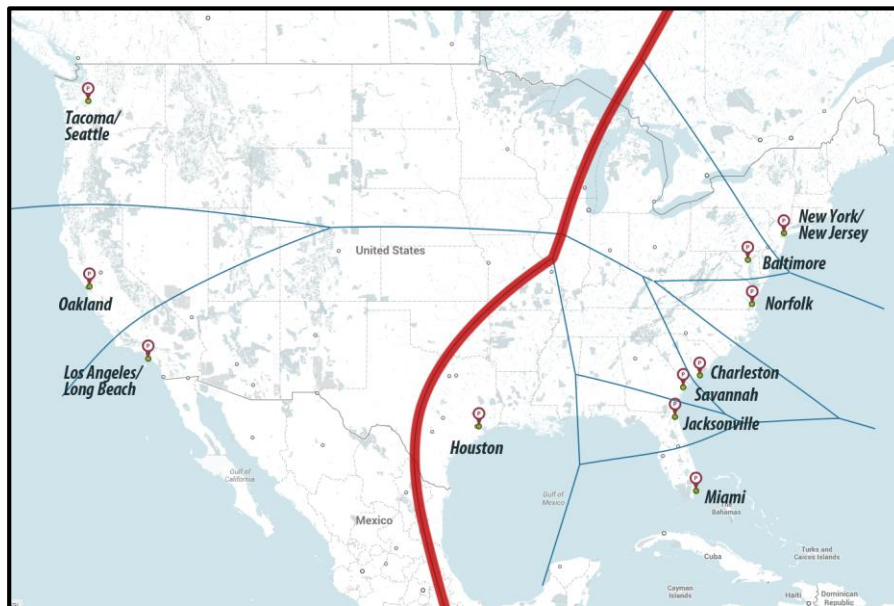 Tacoma/
Seattle
New York/
New Jersey
United States
Baltimore
Oakland
Norfolk
Los Angeles/
Long Beach
Charleston
Savannah
Jacksonville
Houston
Gulf of
California
Miami
Gulf of
Mexico
The
Bahamas
Mexico
Cuba
Turks and
Caicos Islands
Cayman
Islands
Haiti
Dominican
Republic